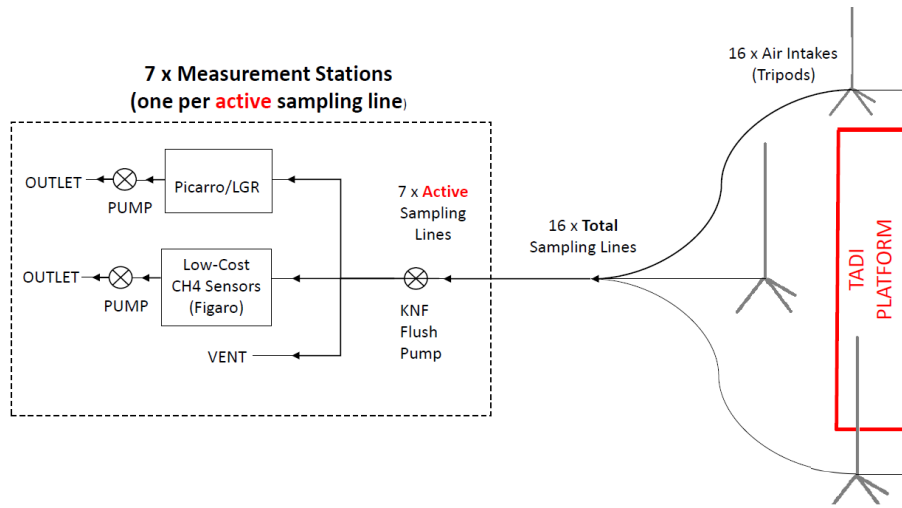 7 x Measurement Stations
(one per active sampling line)
16 x Air Intakes
(Tripods)
OUTLET
PUMP
Picarro/LGR
7 x Active
Sampling
Lines
16 x Total
Sampling Lines
OUTLET
PUMP
Low-Cost
CH4 Sensors
(Figaro)
KNF
Flush
Pump
VENT
TADI
PLATFORM